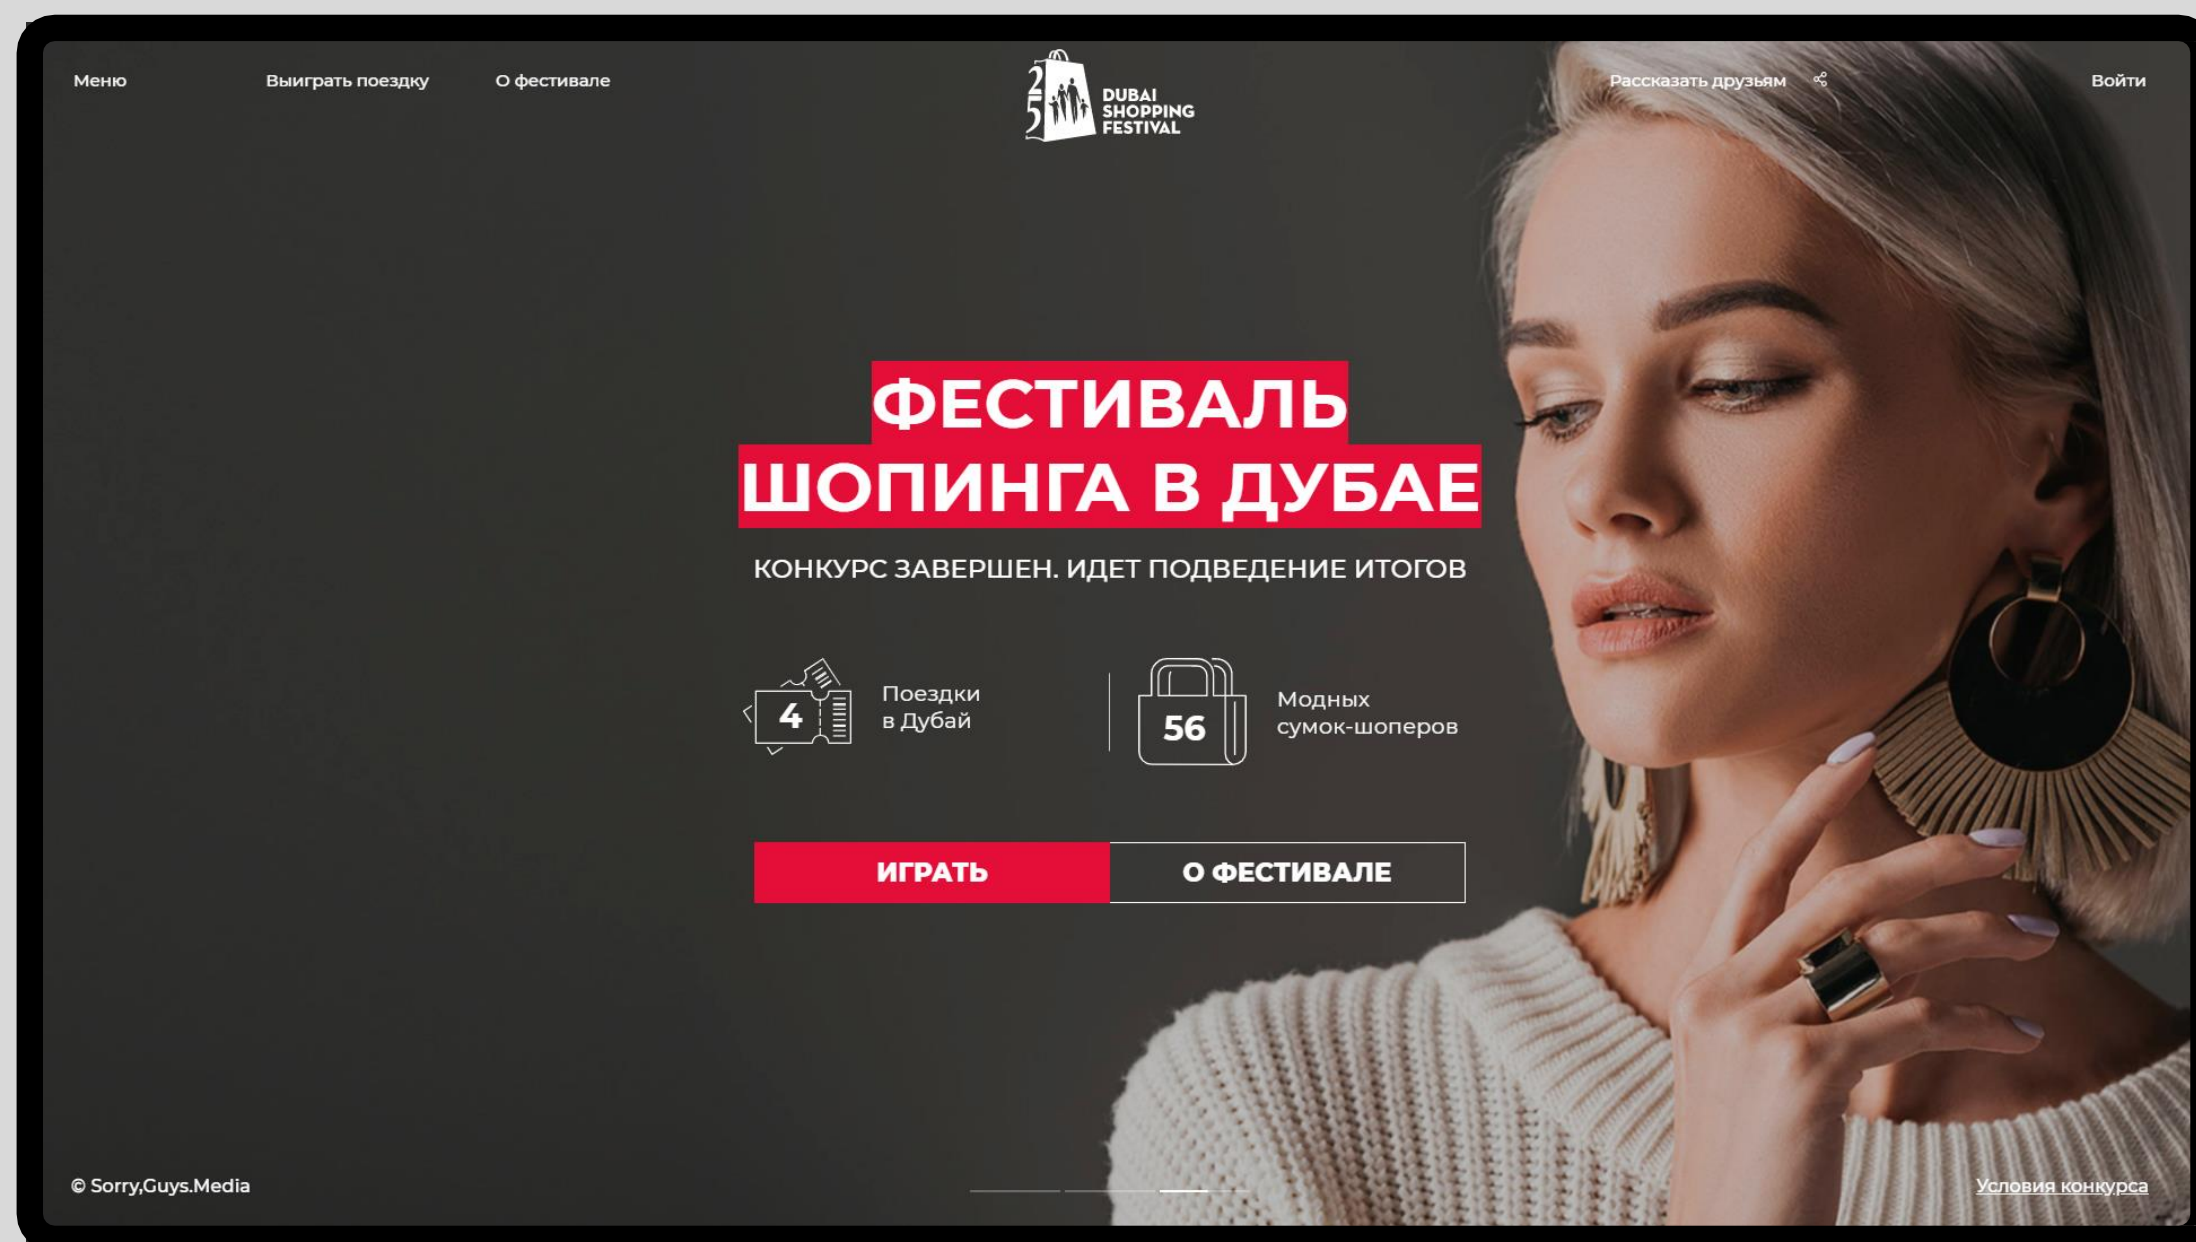 Меню
Выиграть поездку
О фестивале
25
DUBAI
SHOPPING
FESTIVAL
Рассказать друзьям
Войти
ФЕСТИВАЛЬ
ШОПИНГА В ДУБАЕ
КОНКУРС ЗАВЕРШЕН. ИДЕТ ПОДВЕДЕНИЕ ИТОГОВ
4
Поездки
в Дубай
56
Модных
сумок-шоперов
ИГРАТЬ
О ФЕСТИВАЛЕ
© Sorry,Guys.Media
Условия конкурса